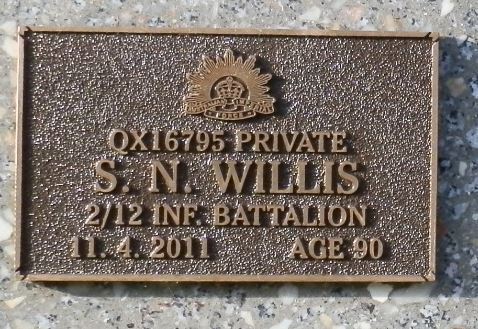 QX16795 PRIVATE
S. N. WILLIS
2/12 INF. BATTALION
11. 4. 2011 AGE 90